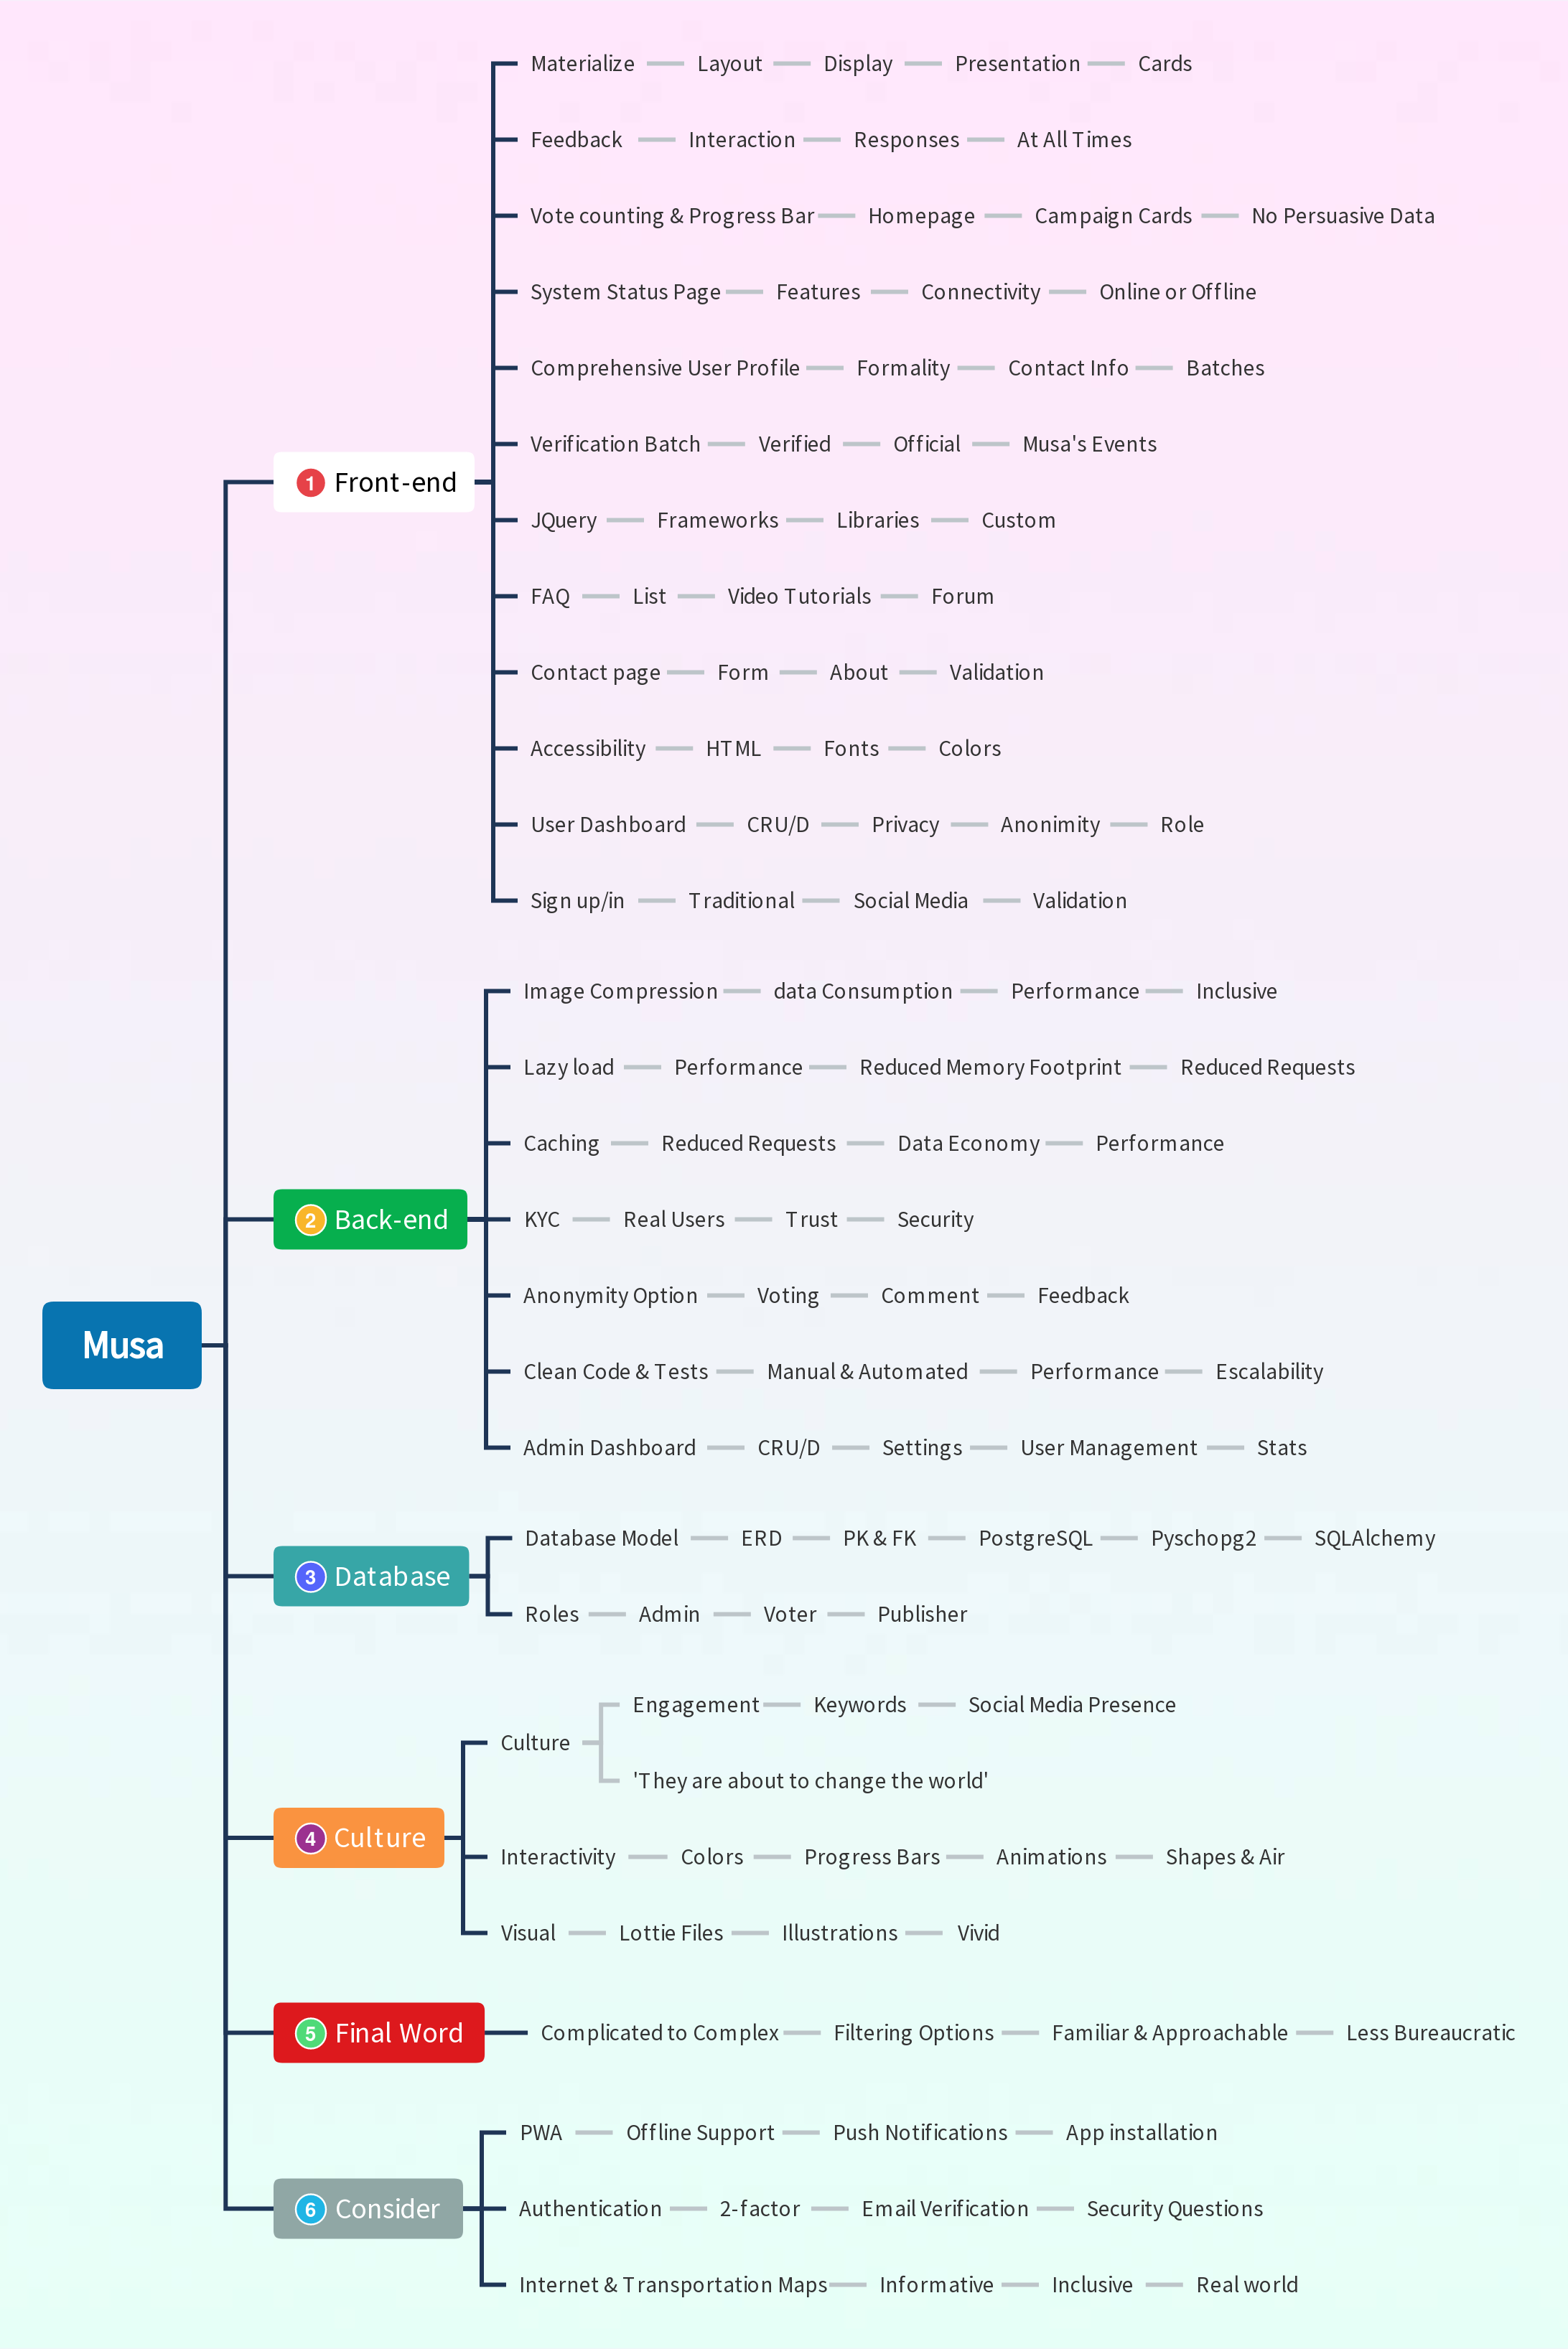 Materialize Layout Display Presentation Cards
Feedback Interaction Responses At All Times
Vote counting & Progress Bar Homepage Campaign Cards No Persuasive Data
System Status Page Features Connectivity Online or Offline
Comprehensive User Profile Formality Contact Info Batches
Verification Batch Verified Official Musa's Events
1 Front-end
JQuery Frameworks Libraries Custom
FAQ List Video Tutorials Forum
Contact page Form About Validation
Accessibility HTML Fonts Colors
User Dashboard CRU/D Privacy Anonimity Role
Sign up/in Traditional Social Media Validation
Image Compression data Consumption Performance Inclusive
Lazy load Performance Reduced Memory Footprint Reduced Requests
Caching Reduced Requests Data Economy Performance
2 Back-end
KYC Real Users Trust Security
Anonymity Option Voting Comment Feedback
Musa
Clean Code & Tests Manual & Automated Performance Escalability
Admin Dashboard CRU/D Settings User Management Stats
Database Model ERD PK & FK PostgreSQL Pyschopg2 SQLAlchemy
3 Database
Roles Admin Voter Publisher
Engagement Keywords Social Media Presence
Culture
'They are about to change the world'
4 Culture
Interactivity Colors Progress Bars Animations Shapes & Air
Visual Lottie Files Illustrations Vivid
5 Final Word
Complicated to Complex Filtering Options Familiar & Approachable Less Bureaucratic
PWA Offline Support Push Notifications App installation
6 Consider
Authentication 2-factor Email Verification Security Questions
Internet & Transportation Maps Informative Inclusive Real world